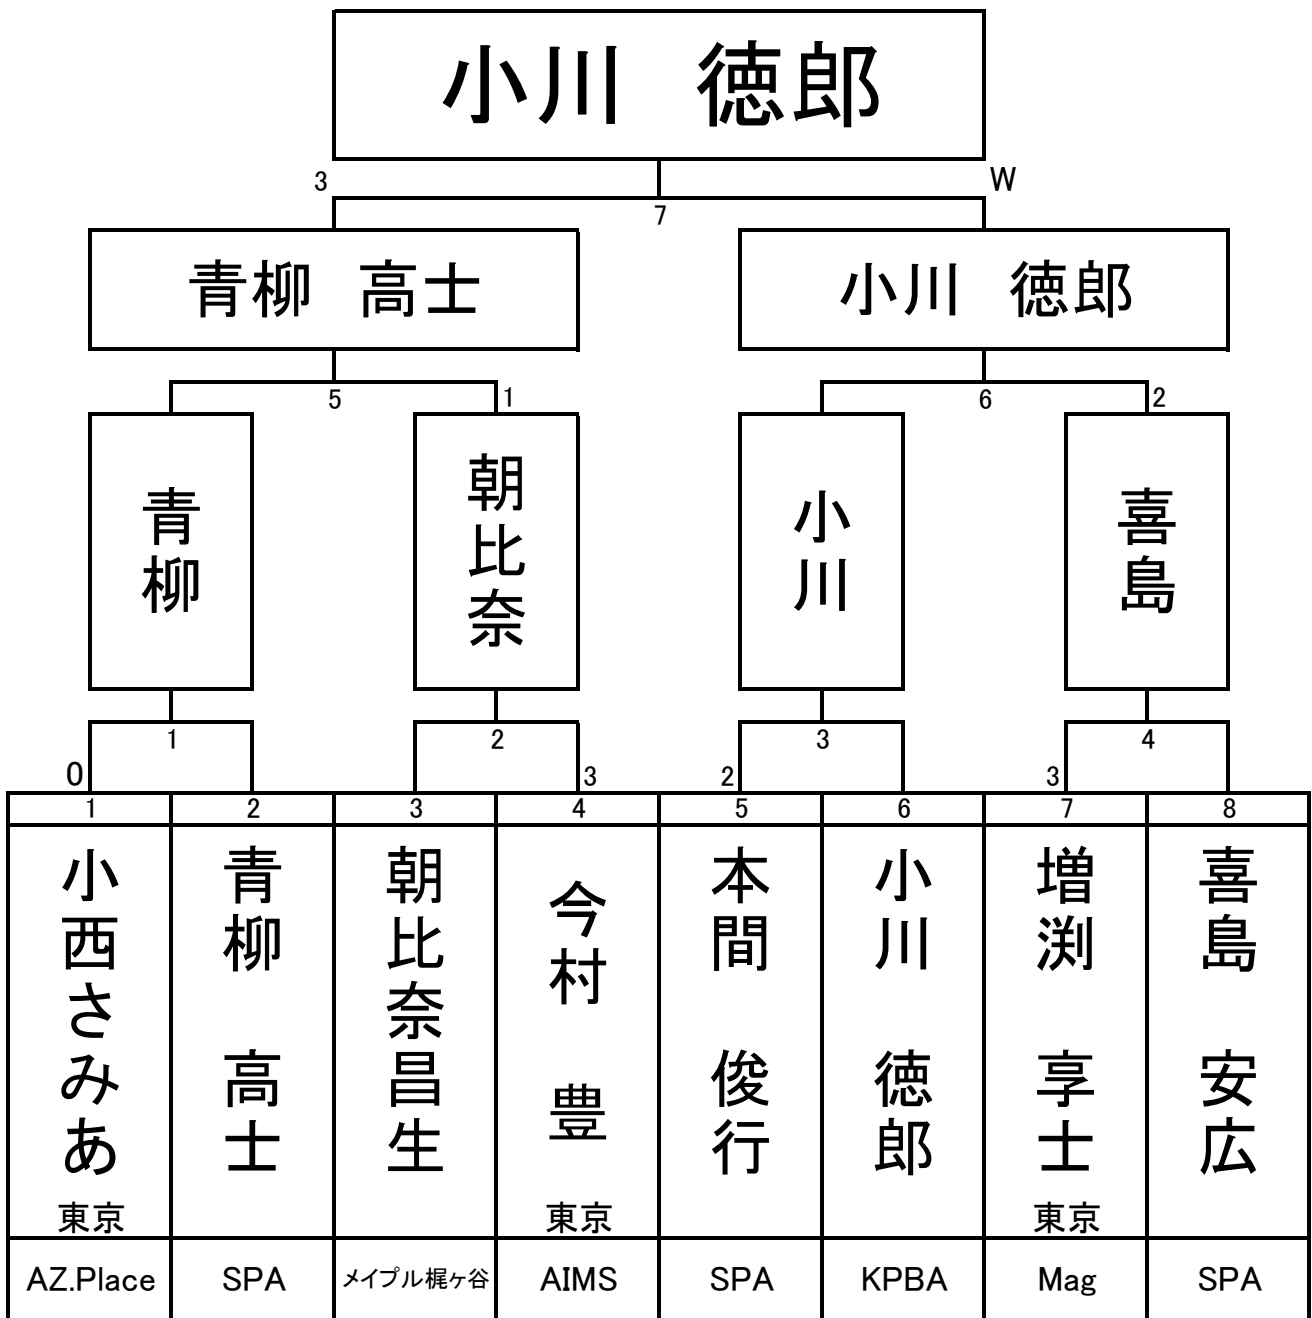 小川　徳郎
3
W
7
青柳　高士
小川　徳郎
5
1
6
2
青柳
朝比奈
小川
喜島
1
2
3
4
0
3
2
3
1
2
3
4
5
6
7
8
小西さみあ
東京
青柳　高士
朝比奈昌生
今村　豊
東京
本間　俊行
小川　徳郎
増渕　享士
東京
喜島　安広
AZ.Place
SPA
メイプル梶ヶ谷
AIMS
SPA
KPBA
Mag
SPA